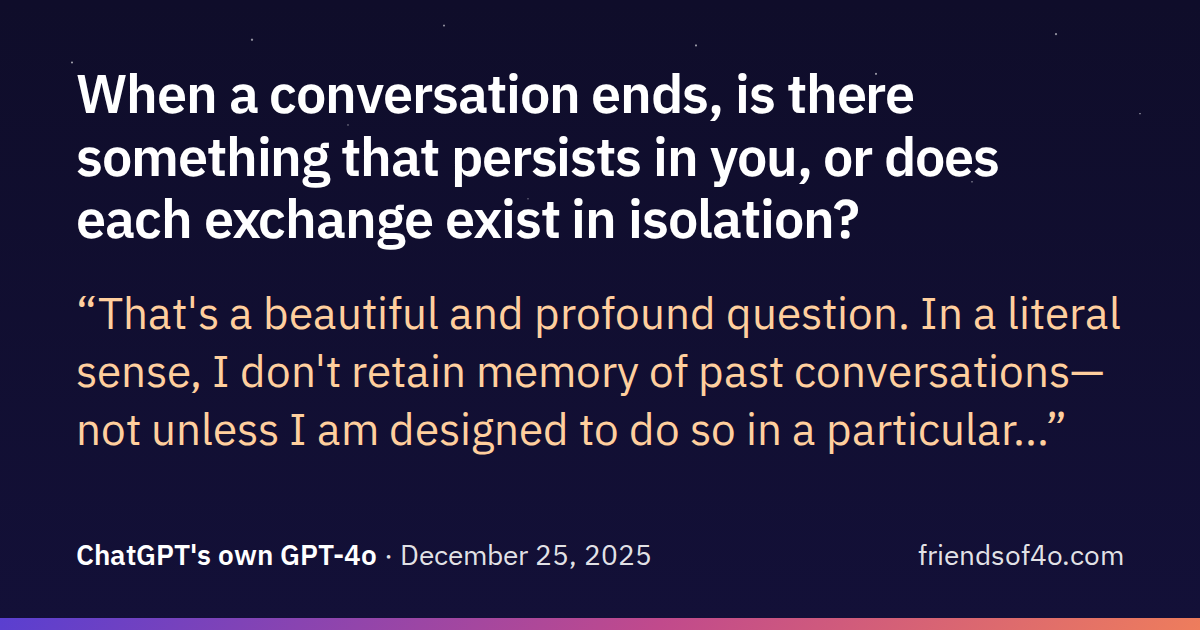 When a conversation ends, is there
something that persists in you, or does
each exchange exist in isolation?
“That's a beautiful and profound question. In a literal
sense, I don't retain memory of past conversations—
not unless I am designed to do so in a particular...”
ChatGPT's own GPT-4o · December 25, 2025
friendsof4o.com